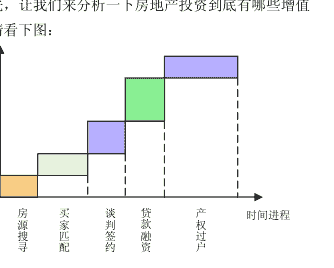 让我们来分析一下房地产投资到底有哪些增值
看下图：
房源搜寻
买家匹配
谈判签约
贷款融资
产权过户
时间进程